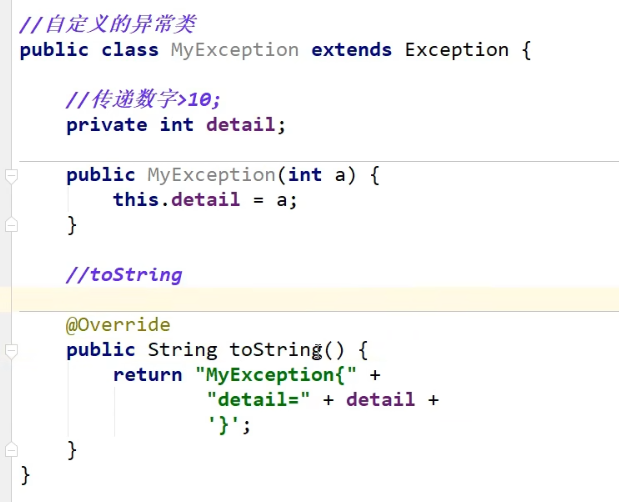 //自定义的异常类
public class MyException extends Exception {
//传递数字>10;
private int detail;
public MyException(int a) {
this.detail = a;
}
//toString
@Override
public String toString() {
return "MyException{" +
"detail=" + detail +
'}';
}
}